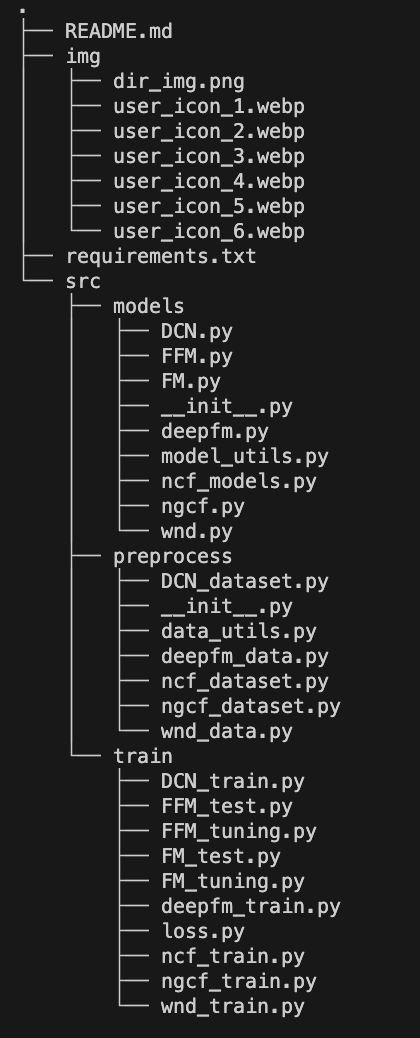 .
├── README.md
├── img
│   ├── dir_img.png
│   ├── user_icon_1.webp
│   ├── user_icon_2.webp
│   ├── user_icon_3.webp
│   ├── user_icon_4.webp
│   ├── user_icon_5.webp
│   └── user_icon_6.webp
├── requirements.txt
└── src
    ├── models
    │   ├── DCN.py
    │   ├── FFM.py
    │   ├── FM.py
    │   ├── __init__.py
    │   ├── deepfm.py
    │   ├── model_utils.py
    │   ├── ncf_models.py
    │   ├── ngcf.py
    │   └── wnd.py
    ├── preprocess
    │   ├── DCN_dataset.py
    │   ├── __init__.py
    │   ├── data_utils.py
    │   ├── deepfm_data.py
    │   ├── ncf_dataset.py
    │   ├── ngcf_dataset.py
    │   └── wnd_data.py
    └── train
        ├── DCN_train.py
        ├── FFM_test.py
        ├── FFM_tuning.py
        ├── FM_test.py
        ├── FM_tuning.py
        ├── deepfm_train.py
        ├── loss.py
        ├── ncf_train.py
        ├── ngcf_train.py
        └── wnd_train.py